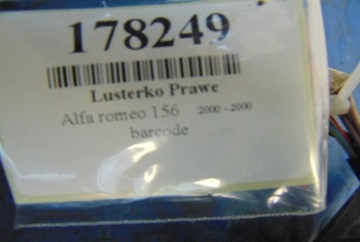 178249
Lusterko Prawe
Alfa romeo 156 2000 - 2000
barcode